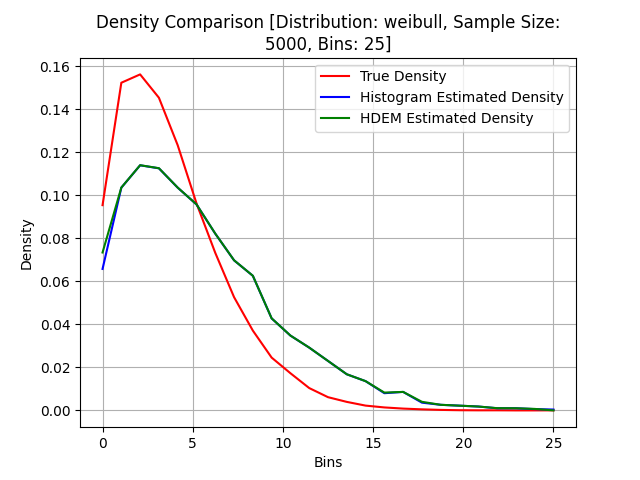 Density Comparison [Distribution: weibull, Sample Size:
5000, Bins: 25]
True Density
Histogram Estimated Density
HDEM Estimated Density
Density
0.16
0.14
0.12
0.10
0.08
0.06
0.04
0.02
0.00
0 5 10 15 20 25
Bins